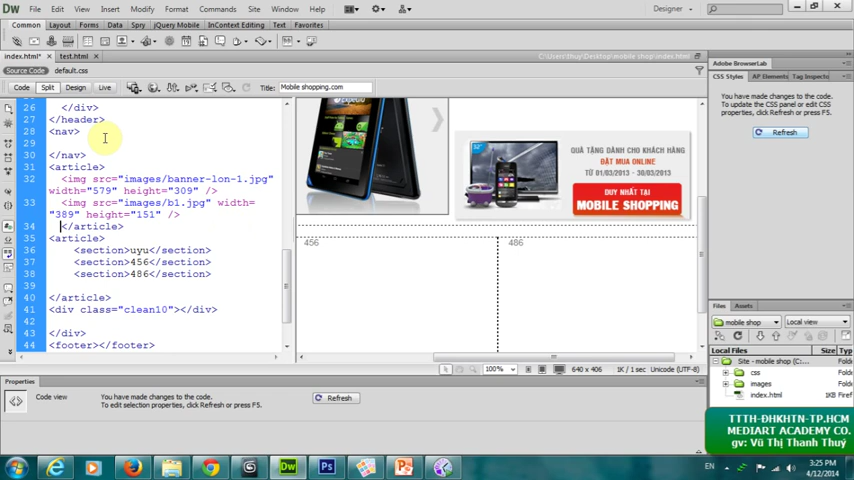 Dw
File Edit View Insert Modify Format Commands Site Window Help
Designer
Common Layout Forms Data Spry jQuery Mobile InContext Editing Text Favorites
index.html* × test.html ×
C:\Users\thuy\Desktop\mobile shop\index.html
Source Code default.css
Code Split Design Live
Title: Mobile shopping.com
26 </div>
27 </header>
28 <nav>
29
30 </nav>
31 <article>
32 <img src="images/banner-lon-1.jpg"
width="579" height="309" />
33 <img src="images/b1.jpg" width=
"389" height="151" />
34 </article>
35 <article>
36 <section>uyu</section>
37 <section>456</section>
38 <section>486</section>
39
40 </article>
41 <div class="clean10"></div>
42
43 </div>
44 <footer></footer>
32"
QUÀ TẶNG DÀNH CHO KHÁCH HÀNG
ĐẶT MUA ONLINE
TỪ 01/03/2013 - 30/03/2013
DUY NHẤT TẠI
MOBILE SHOPPING
456
486
100%
640 x 406
1K / 1 sec Unicode (UTF-8)
Adobe BrowserLab
CSS Styles AP Elements Tag Inspecto
You have made changes to the code.
To update the CSS panel or edit CSS
properties, click Refresh or press F5.
Refresh
Files Assets
mobile shop
Local view
Local Files Size Type
Site - mobile shop (C:...
Folde
css Folde
images Folde
index.html 1KB Firef
Properties
Code view
You have made changes to the code.
To edit selection properties, click Refresh or press F5.
Refresh
TTTH-ĐHKHTN-TP.HCM
MEDIART ACADEMY CO.
gv: Vũ Thị Thanh Thuý
Dw
Ps
EN
3:25 PM
4/12/2014